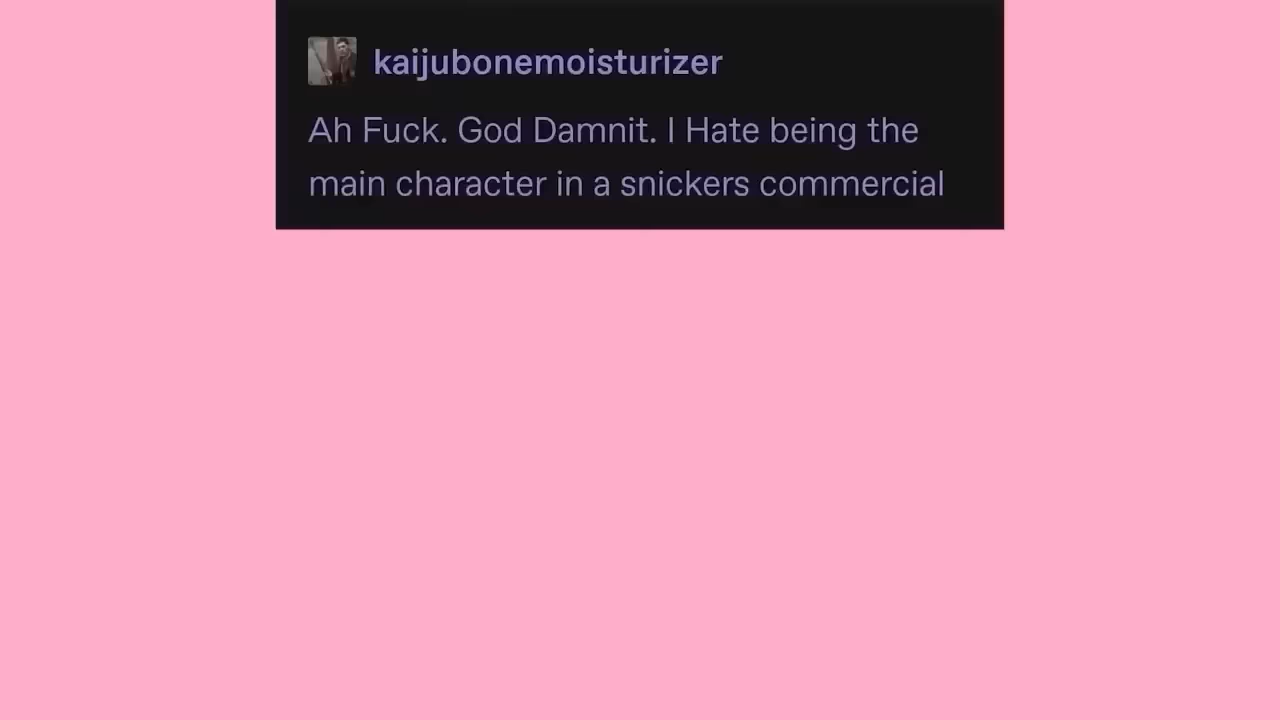 kaijubonemoisturizer
Ah Fuck. God Damnit. I Hate being the
main character in a snickers commercial